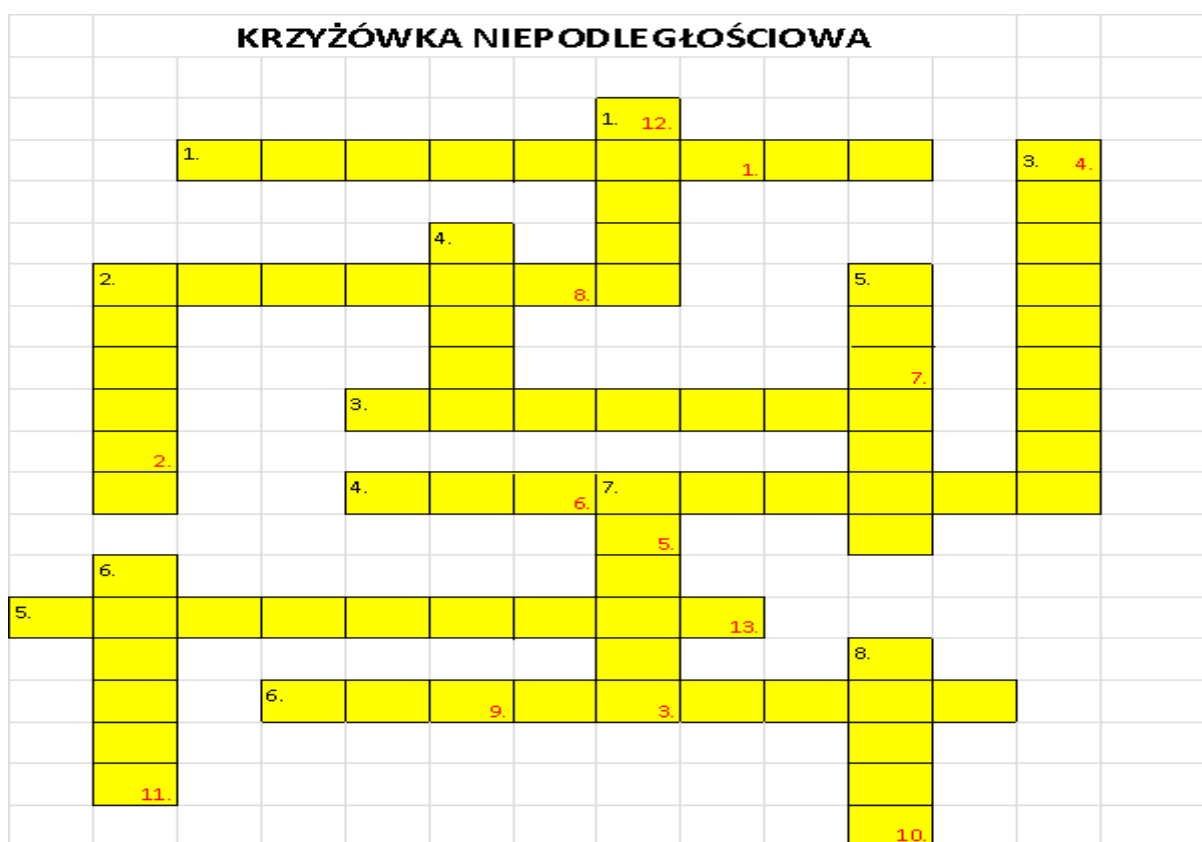 KRZYŻÓWKA NIEPODLEGŁOŚCIOWA
1. 12.
1. 1. 3. 4.
4.
2. 8. 5.
7.
3.
2.
4. 6. 7.
5.
6.
5. 13.
8.
6. 9. 3.
11.
10.